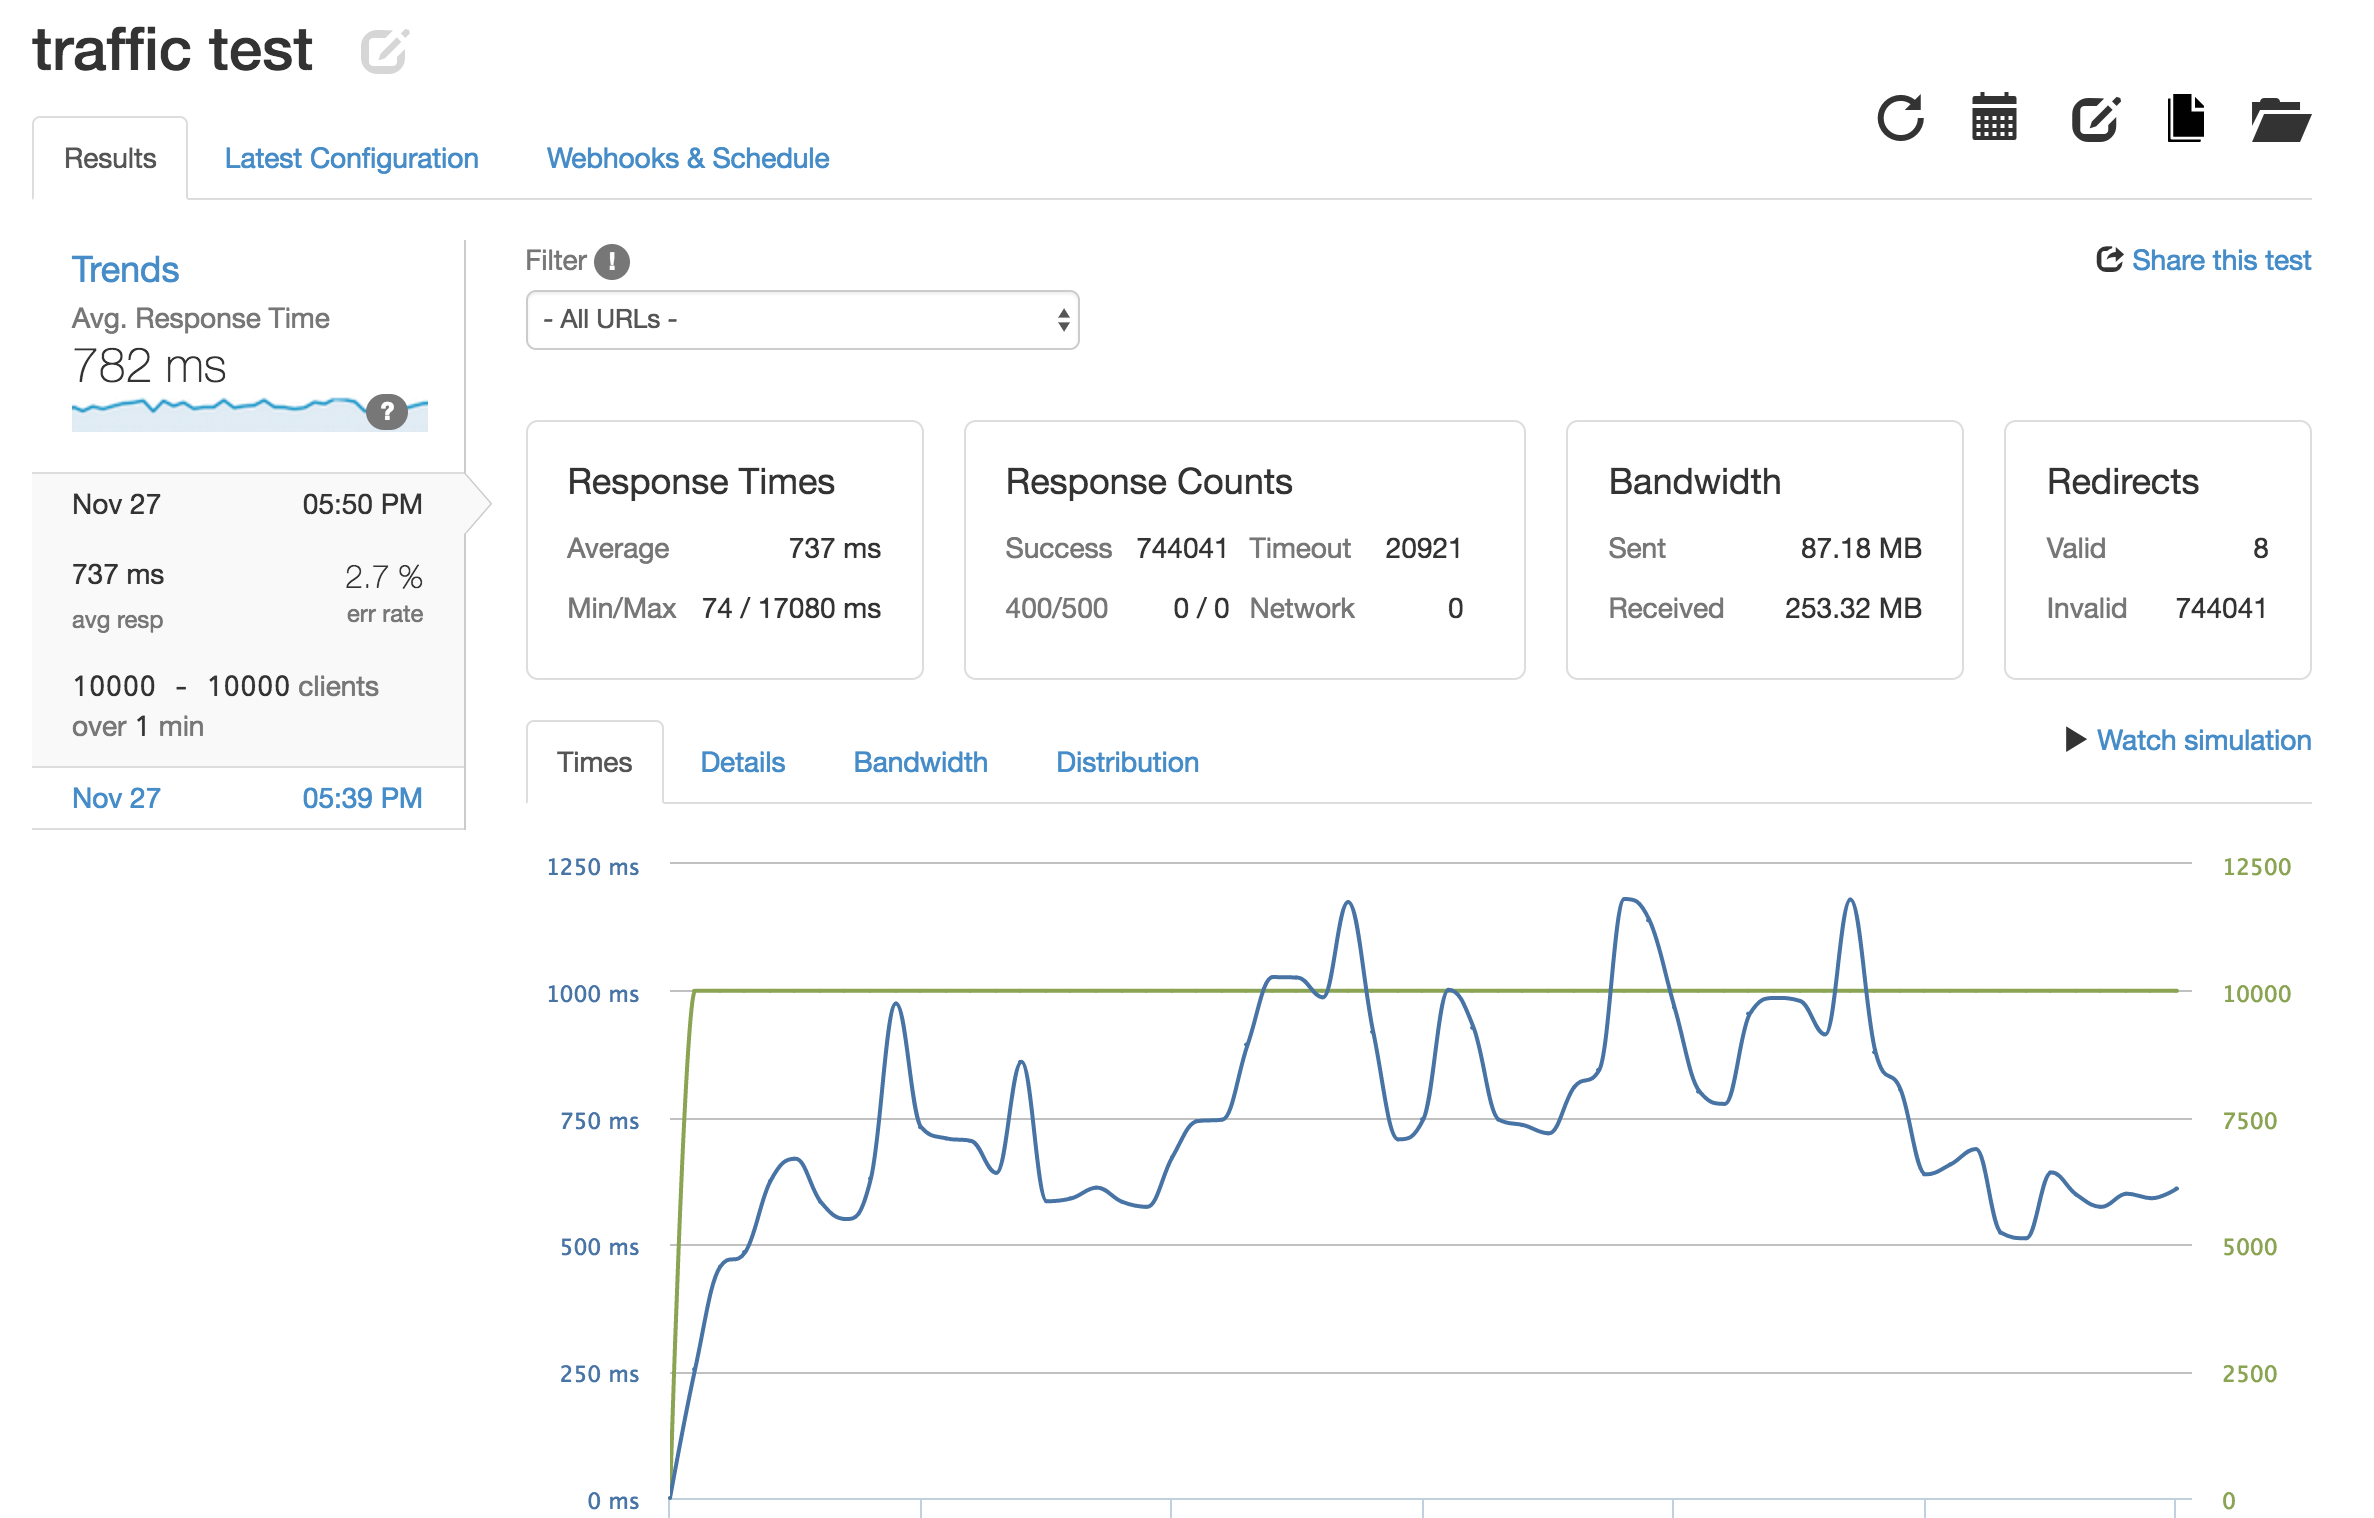 traffic test
Results Latest Configuration Webhooks & Schedule
Trends
Avg. Response Time
782 ms
?
Nov 27 05:50 PM
737 ms 2.7 %
avg resp err rate
10000 - 10000 clients
over 1 min
Nov 27 05:39 PM
Filter !
Share this test
- All URLs -
Response Times
Average 737 ms
Min/Max 74 / 17080 ms
Response Counts
Success 744041 Timeout 20921
400/500 0 / 0 Network 0
Bandwidth
Sent 87.18 MB
Received 253.32 MB
Redirects
Valid 8
Invalid 744041
Watch simulation
Times Details Bandwidth Distribution
1250 ms 12500
1000 ms 10000
750 ms 7500
500 ms 5000
250 ms 2500
0 ms 0